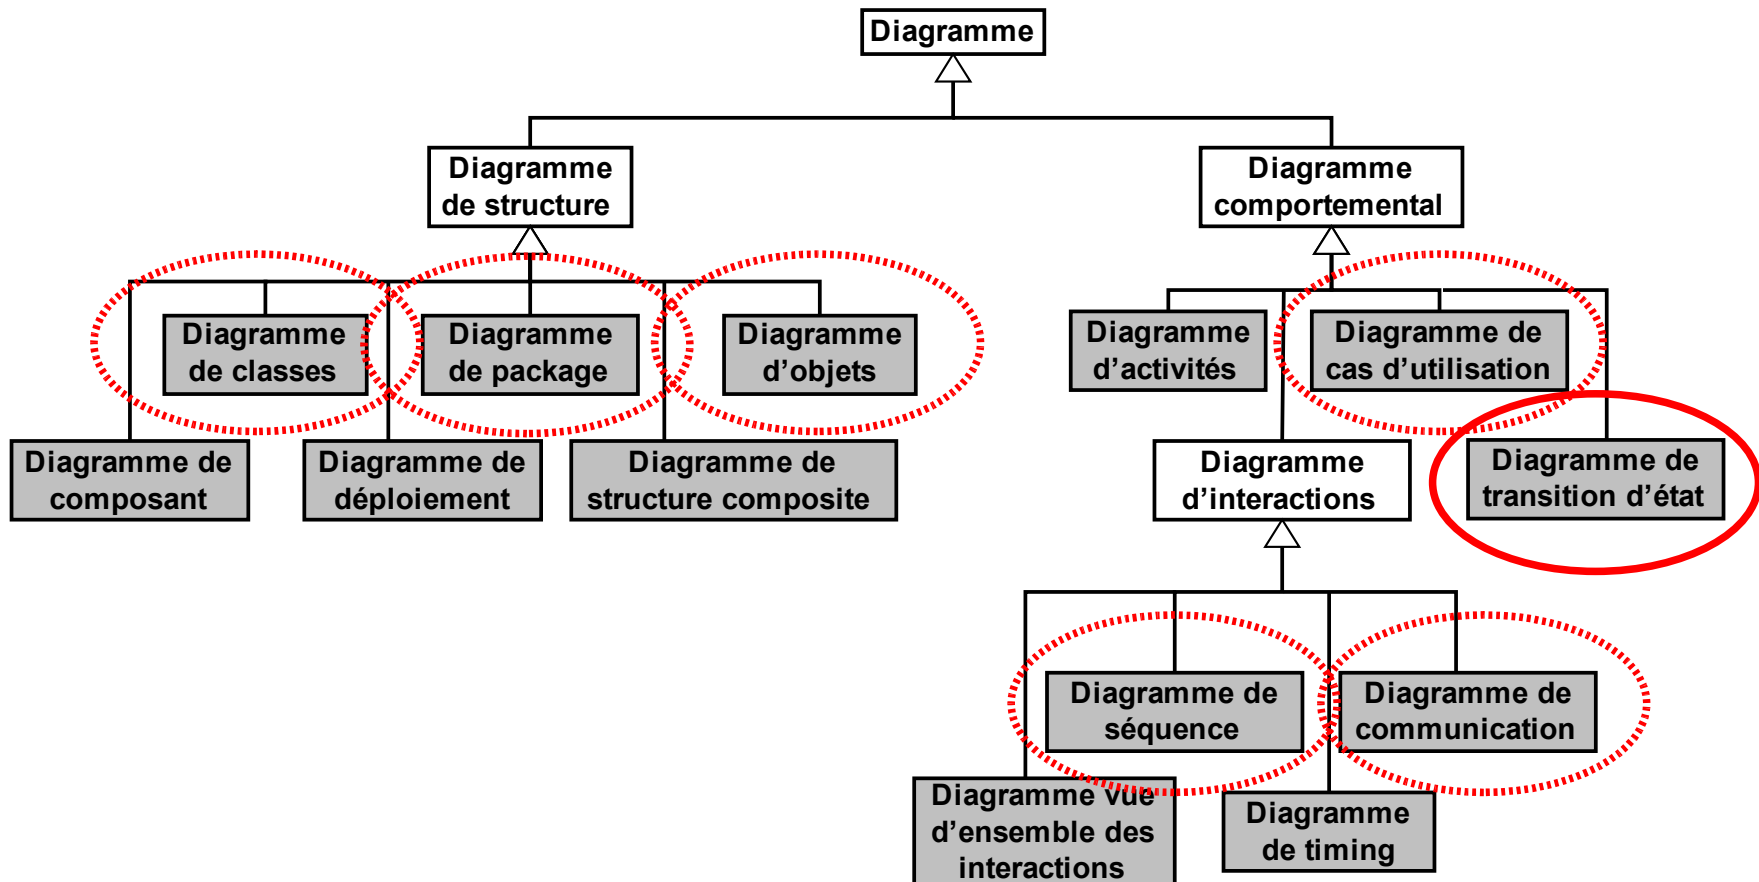 Diagramme
Diagramme
de structure
Diagramme
comportemental
Diagramme
de classes
Diagramme
de package
Diagramme
d’objets
Diagramme
d’activités
Diagramme de
cas d’utilisation
Diagramme de
composant
Diagramme de
déploiement
Diagramme de
structure composite
Diagramme
d’interactions
Diagramme de
transition d’état
Diagramme de
séquence
Diagramme de
communication
Diagramme vue
d'ensemble des
interactions
Diagramme
de timing